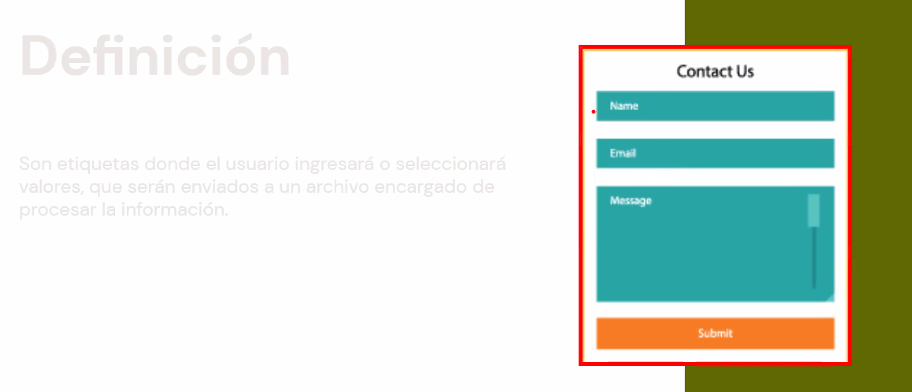 Definición
Son etiquetas donde el usuario ingresará o seleccionará
valores, que serán enviados a un archivo encargado de
procesar la información.
Contact Us
Name
Email
Message
Submit